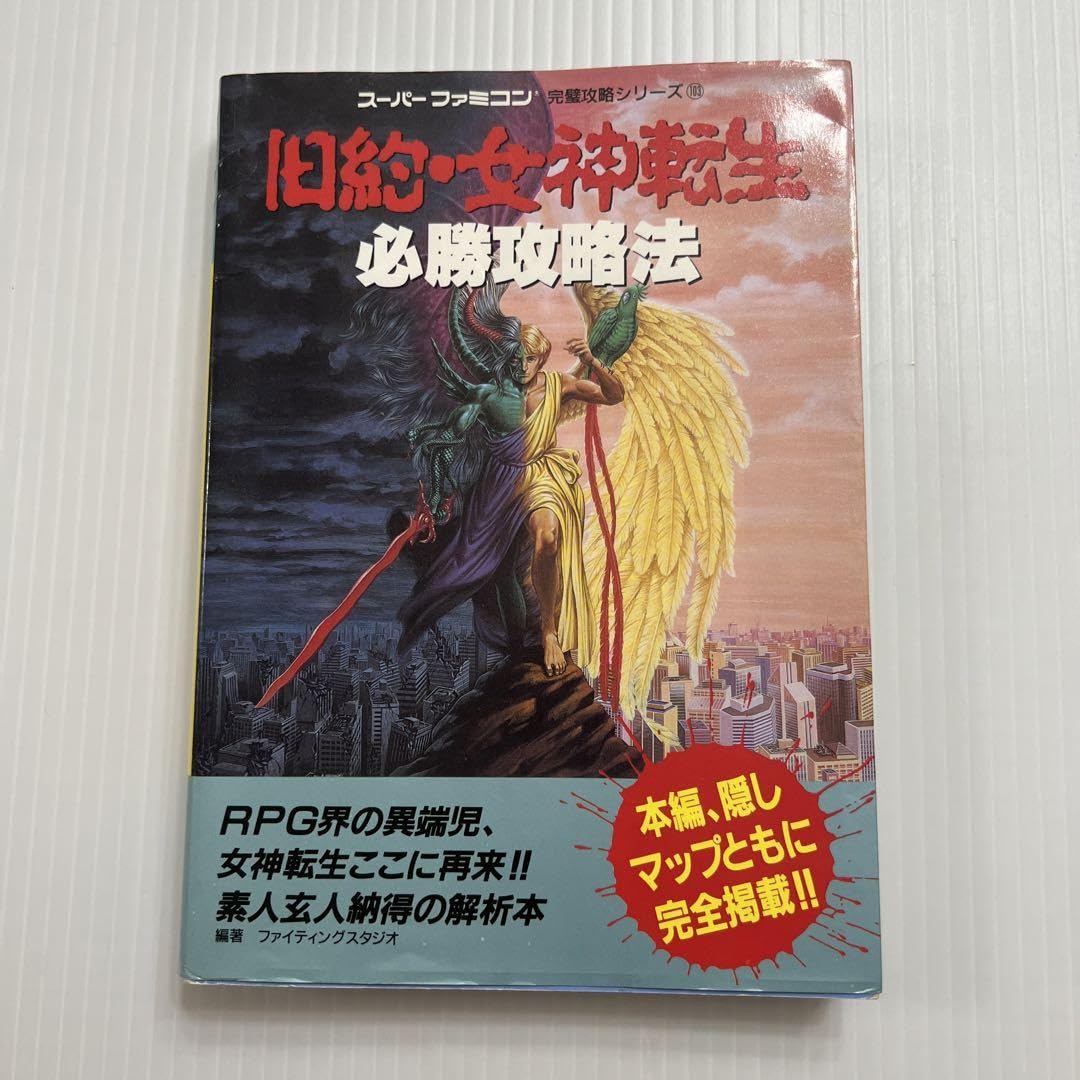 スーパーファミコン 完璧攻略シリーズ103
旧約・女神転生
必勝攻略法
RPG界の異端児、
女神転生ここに再来!!
素人玄人納得の解析本
編著 ファイティングスタジオ
本編、隠し
マップともに
完全掲載!!